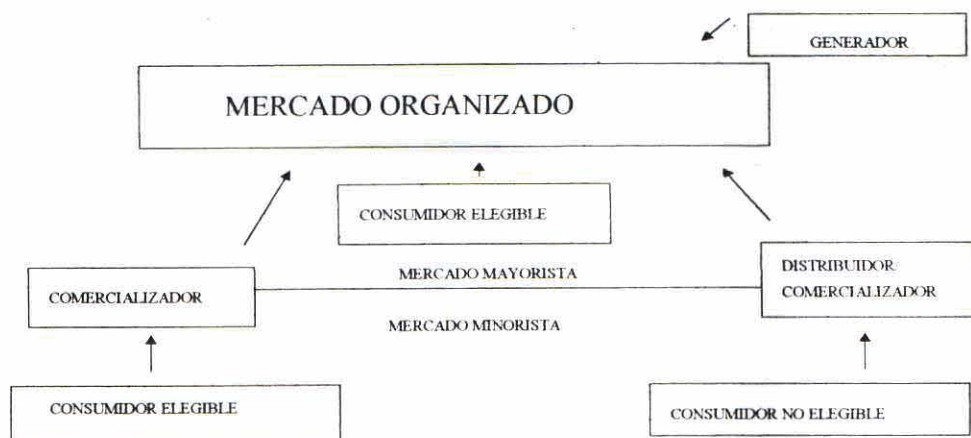 GENERADOR
MERCADO ORGANIZADO
CONSUMIDOR ELEGIBLE
MERCADO MAYORISTA
COMERCIALIZADOR
DISTRIBUIDOR/
COMERCIALIZADOR
MERCADO MINORISTA
CONSUMIDOR ELEGIBLE
CONSUMIDOR NO ELEGIBLE